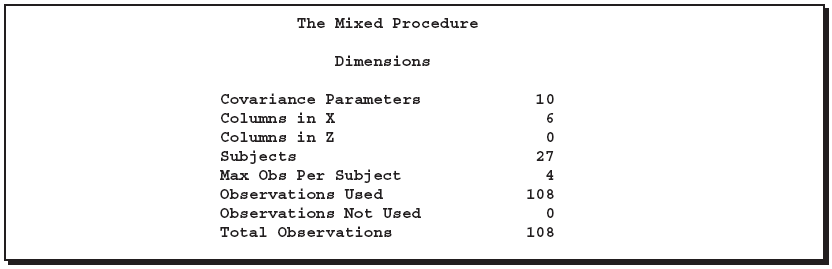 The Mixed Procedure
Dimensions
Covariance Parameters 10
Columns in X 6
Columns in Z 0
Subjects 27
Max Obs Per Subject 4
Observations Used 108
Observations Not Used 0
Total Observations 108